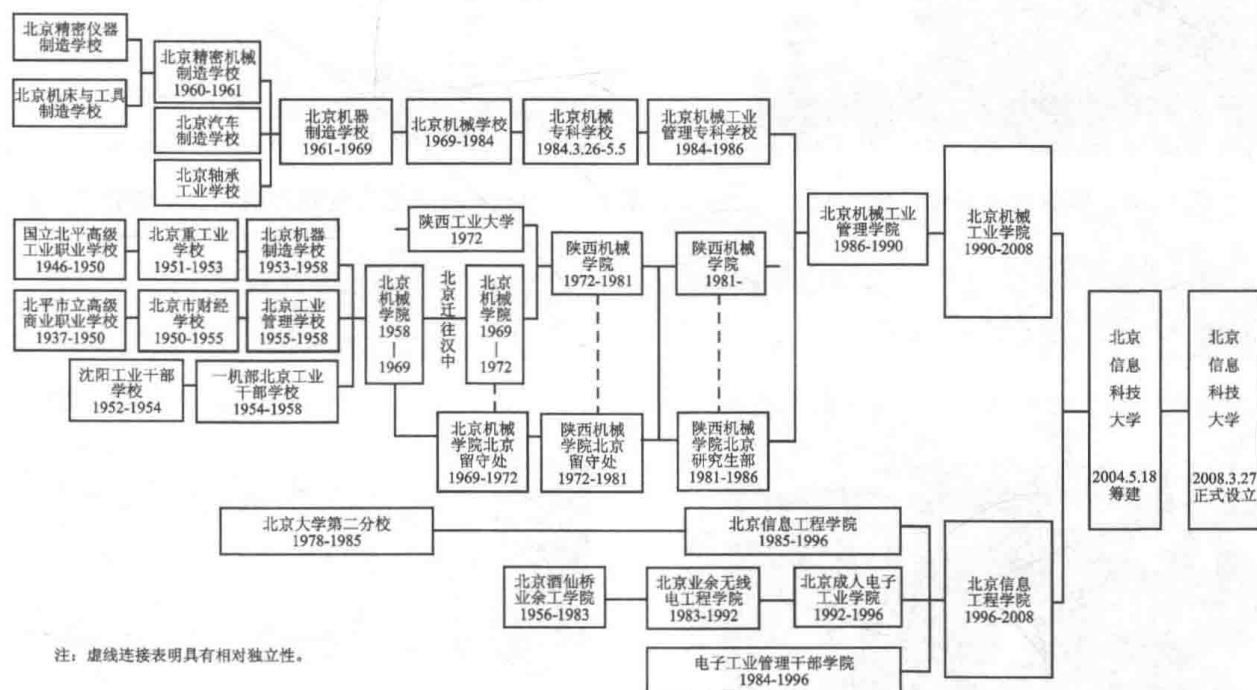 北京精密仪器
制造学校
北京机床与工具
制造学校
北京精密机械
制造学校
1960-1961
北京汽车
制造学校
北京轴承
工业学校
北京机器
制造学校
1961-1969
北京机械学校
1969-1984
北京机械
专科学校
1984.3.26-5.5
北京机械工业
管理专科学校
1984-1986
国立北平高级
工业职业学校
1946-1950
北京重工业
学校
1951-1953
北京机器
制造学校
1953-1958
北平市立高级
商业职业学校
1937-1950
北京市财经
学校
1950-1955
北京工业
管理学校
1955-1958
沈阳工业干部
学校
1952-1954
一机部北京工业
干部学校
1954-1958
北京机械学院
1958
|
1969
北京迁往汉中
北京机械学院
1969
|
1972
陕西工业大学
1972
陕西机械
学院
1972-1981
陕西机械
学院
1981-
北京机械
学院北京
留守处
1969-1972
陕西机械
学院北京
留守处
1972-1981
陕西机械
学院北京
研究生部
1981-1986
北京机械工业
管理学院
1986-1990
北京机械
工业学院
1990-2008
北京大学第二分校
1978-1985
北京信息工程学院
1985-1996
北京酒仙桥
业余工学院
1956-1983
北京业余无线
电工程学院
1983-1992
北京成人电子
工业学院
1992-1996
电子工业管理干部学院
1984-1996
北京信息
工程学院
1996-2008
北京
信息
科技
大学
2004.5.18
筹建
北京
信息
科技
大学
2008.3.27
正式设立
注：虚线连接表明具有相对独立性。